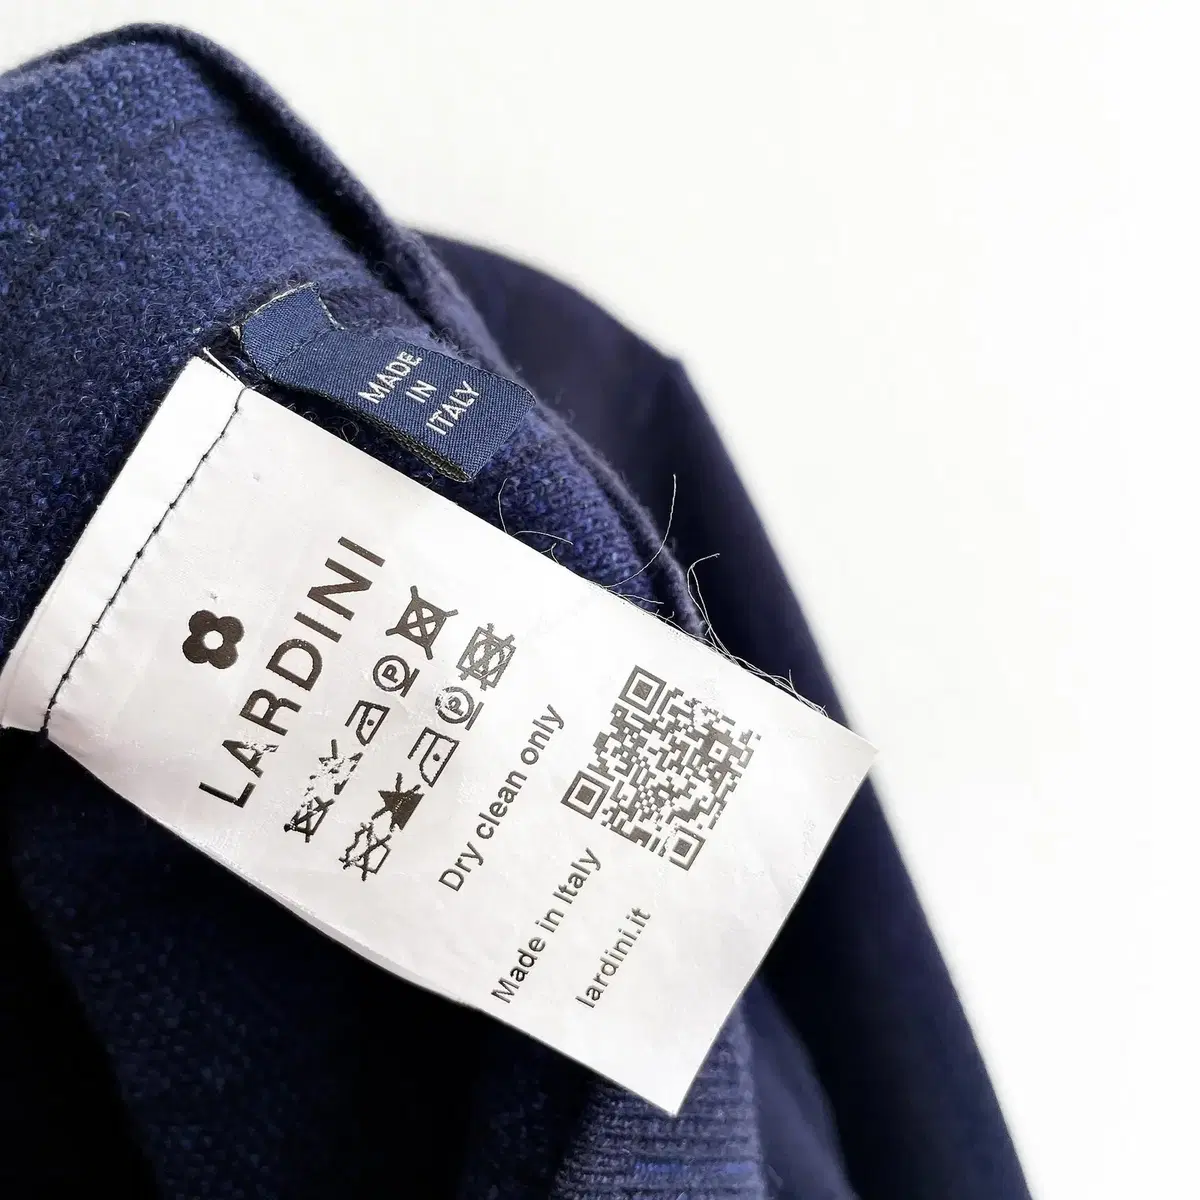 MADE
IN
ITALY
LARDINI
P
P
Dry clean only
Made in Italy
lardini.it